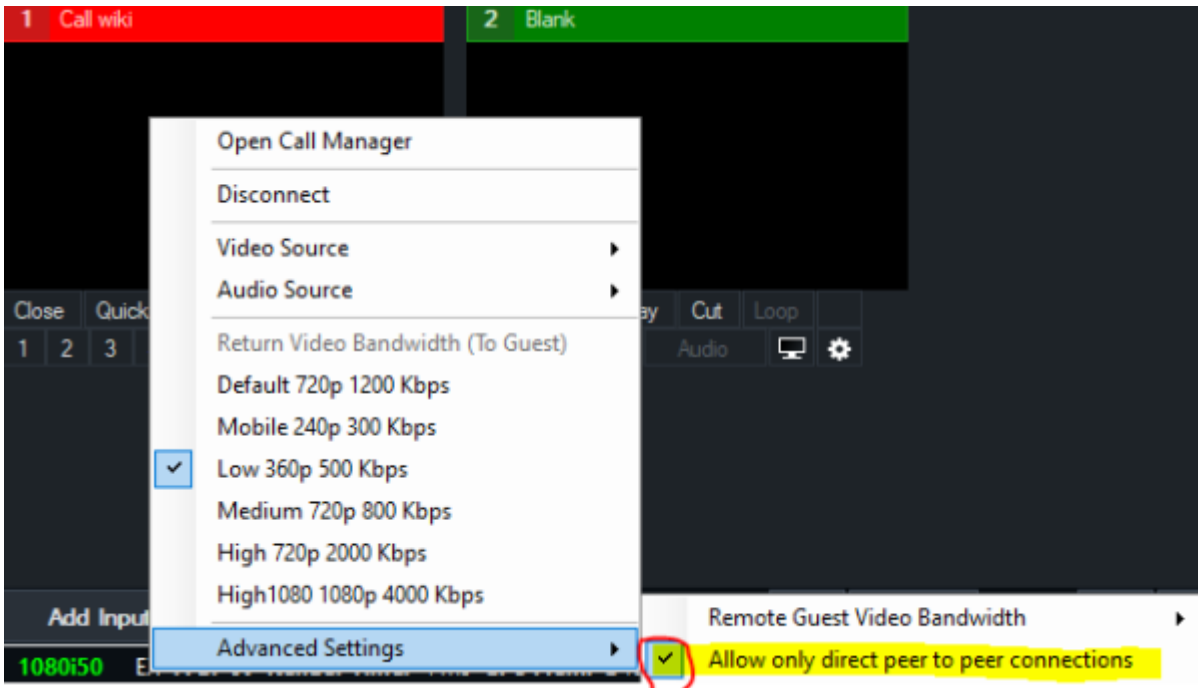 1 Call wiki
2 Blank
Open Call Manager
Disconnect
Video Source
Audio Source
Close Quick Cut Loop
1 2 3 Audio
Return Video Bandwidth (To Guest)
Default 720p 1200 Kbps
Mobile 240p 300 Kbps
Low 360p 500 Kbps
Medium 720p 800 Kbps
High 720p 2000 Kbps
High1080 1080p 4000 Kbps
Add Input
Advanced Settings
Remote Guest Video Bandwidth
Allow only direct peer to peer connections
1080i50